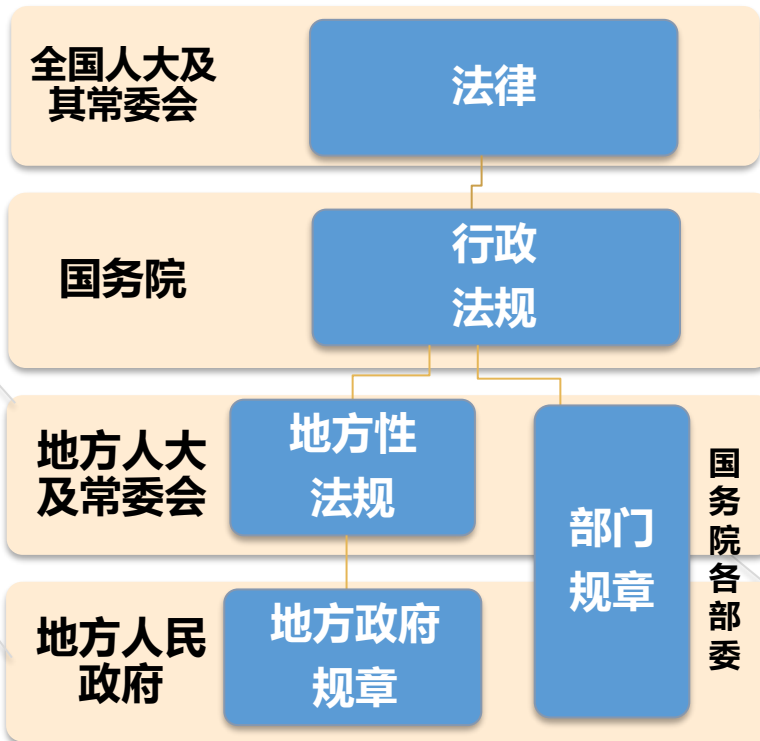 全国人大及
其常委会
法律
国务院
行政
法规
地方人大
及常委会
地方性
法规
部门
规章
国务院各部委
地方人民
政府
地方政府
规章